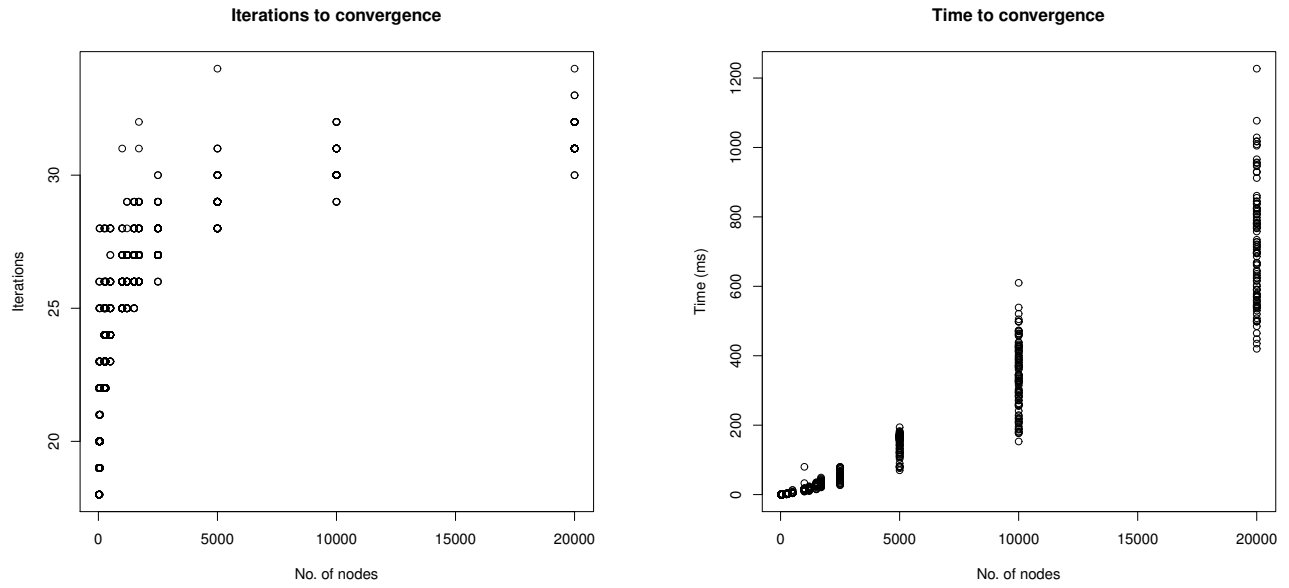 Iterations to convergence
Iterations
30
25
20
0 5000 10000 15000 20000
No. of nodes
Time to convergence
Time (ms)
1200
1000
800
600
400
200
0
0 5000 10000 15000 20000
No. of nodes